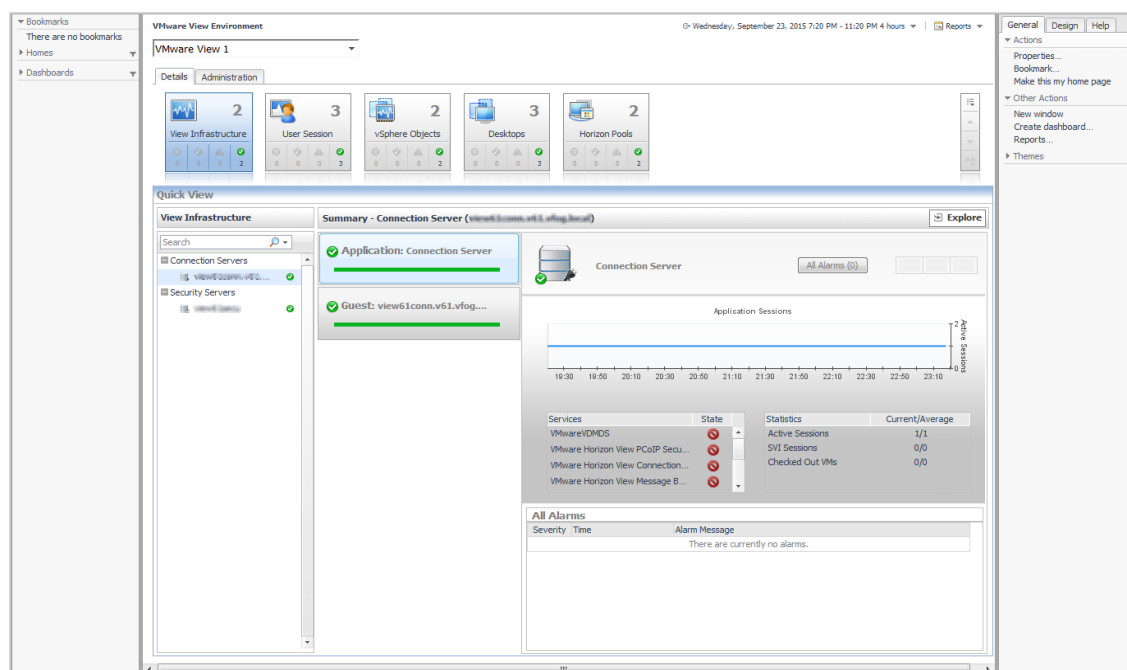 Bookmarks
There are no bookmarks
Homes
Dashboards
VMware View Environment
Wednesday, September 23, 2015 7:20 PM - 11:20 PM 4 hours
Reports
VMware View 1
Details
Administration
2
View Infrastructure
0 0 0 2
3
User Session
0 0 0 3
2
vSphere Objects
0 0 0 2
3
Desktops
0 0 0 3
2
Horizon Pools
0 0 0 2
Quick View
View Infrastructure
Search
Connection Servers
Security Servers
Summary - Connection Server (
)
Explore
Application: Connection Server
Guest: view61conn.v61.vfog....
Connection Server
All Alarms (0)
Application Sessions
2
0
Active Sessions
19:30 19:50 20:10 20:30 20:50 21:10 21:30 21:50 22:10 22:30 22:50 23:10
Services State
VMwareVDMDS
VMware Horizon View PCoIP Secu...
VMware Horizon View Connection...
VMware Horizon View Message B...
Statistics Current/Average
Active Sessions 1/1
SVI Sessions 0/0
Checked Out VMs 0/0
All Alarms
Severity Time Alarm Message
There are currently no alarms.
General Design Help
Actions
Properties...
Bookmark...
Make this my home page
Other Actions
New window
Create dashboard...
Reports...
Themes